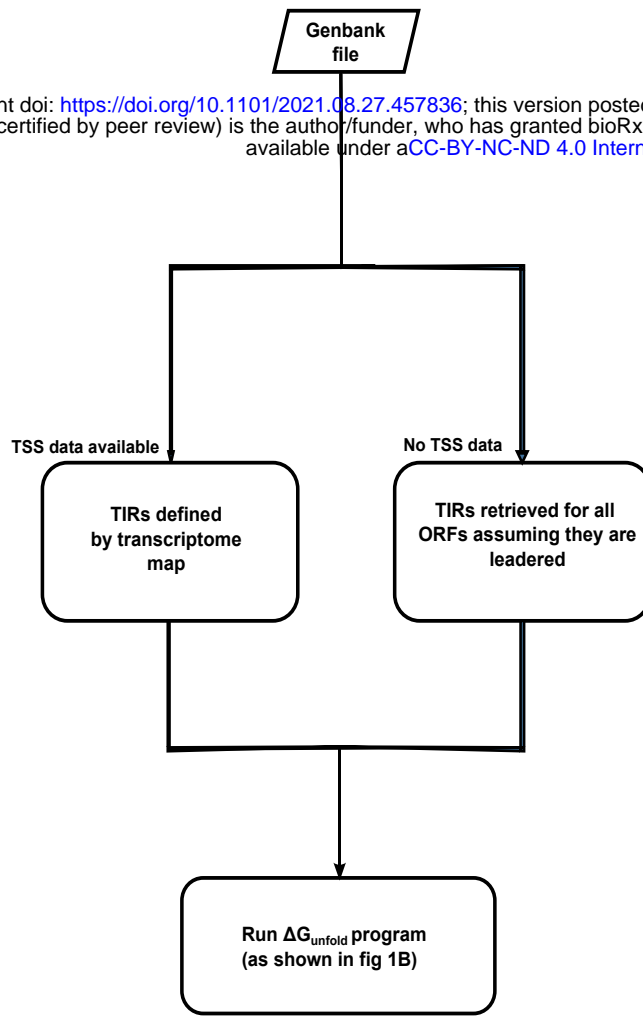 Genbank
file
nt doi: https://doi.org/10.1101/2021.08.27.457836; this version posted
certified by peer review) is the author/funder, who has granted bioRx
available under aCC-BY-NC-ND 4.0 Intern
TSS data available
No TSS data
TIRs defined
by transcriptome
map
TIRs retrieved for all
ORFs assuming they are
leadered
Run ΔGunfold program
(as shown in fig 1B)